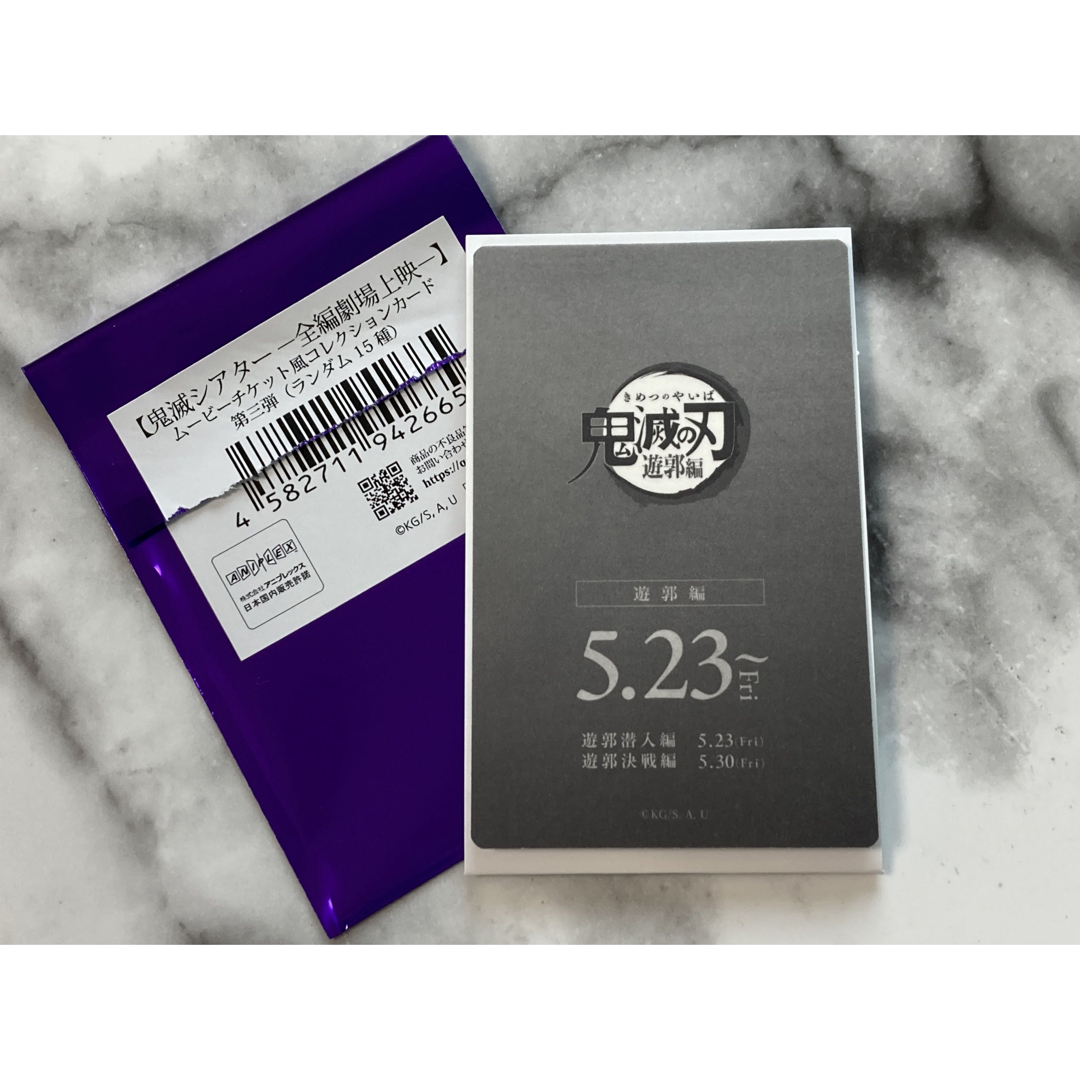 【鬼滅シアター ―全編劇場上映―】
ムービーチケット風コレクションカード
第三弾（ランダム 15 種）
4 582711 942665
商品の不良品
お問い合わせ
https://
©KG/S, A, U
ANIPLEX
株式会社 アニプレックス
日本国内販売許諾
きめつのやいば
鬼滅の刃
遊郭編
遊郭編
5.23～
Fri
遊郭潜入編 5.23(Fri)
遊郭決戦編 5.30(Fri)
©KG/S, A, U